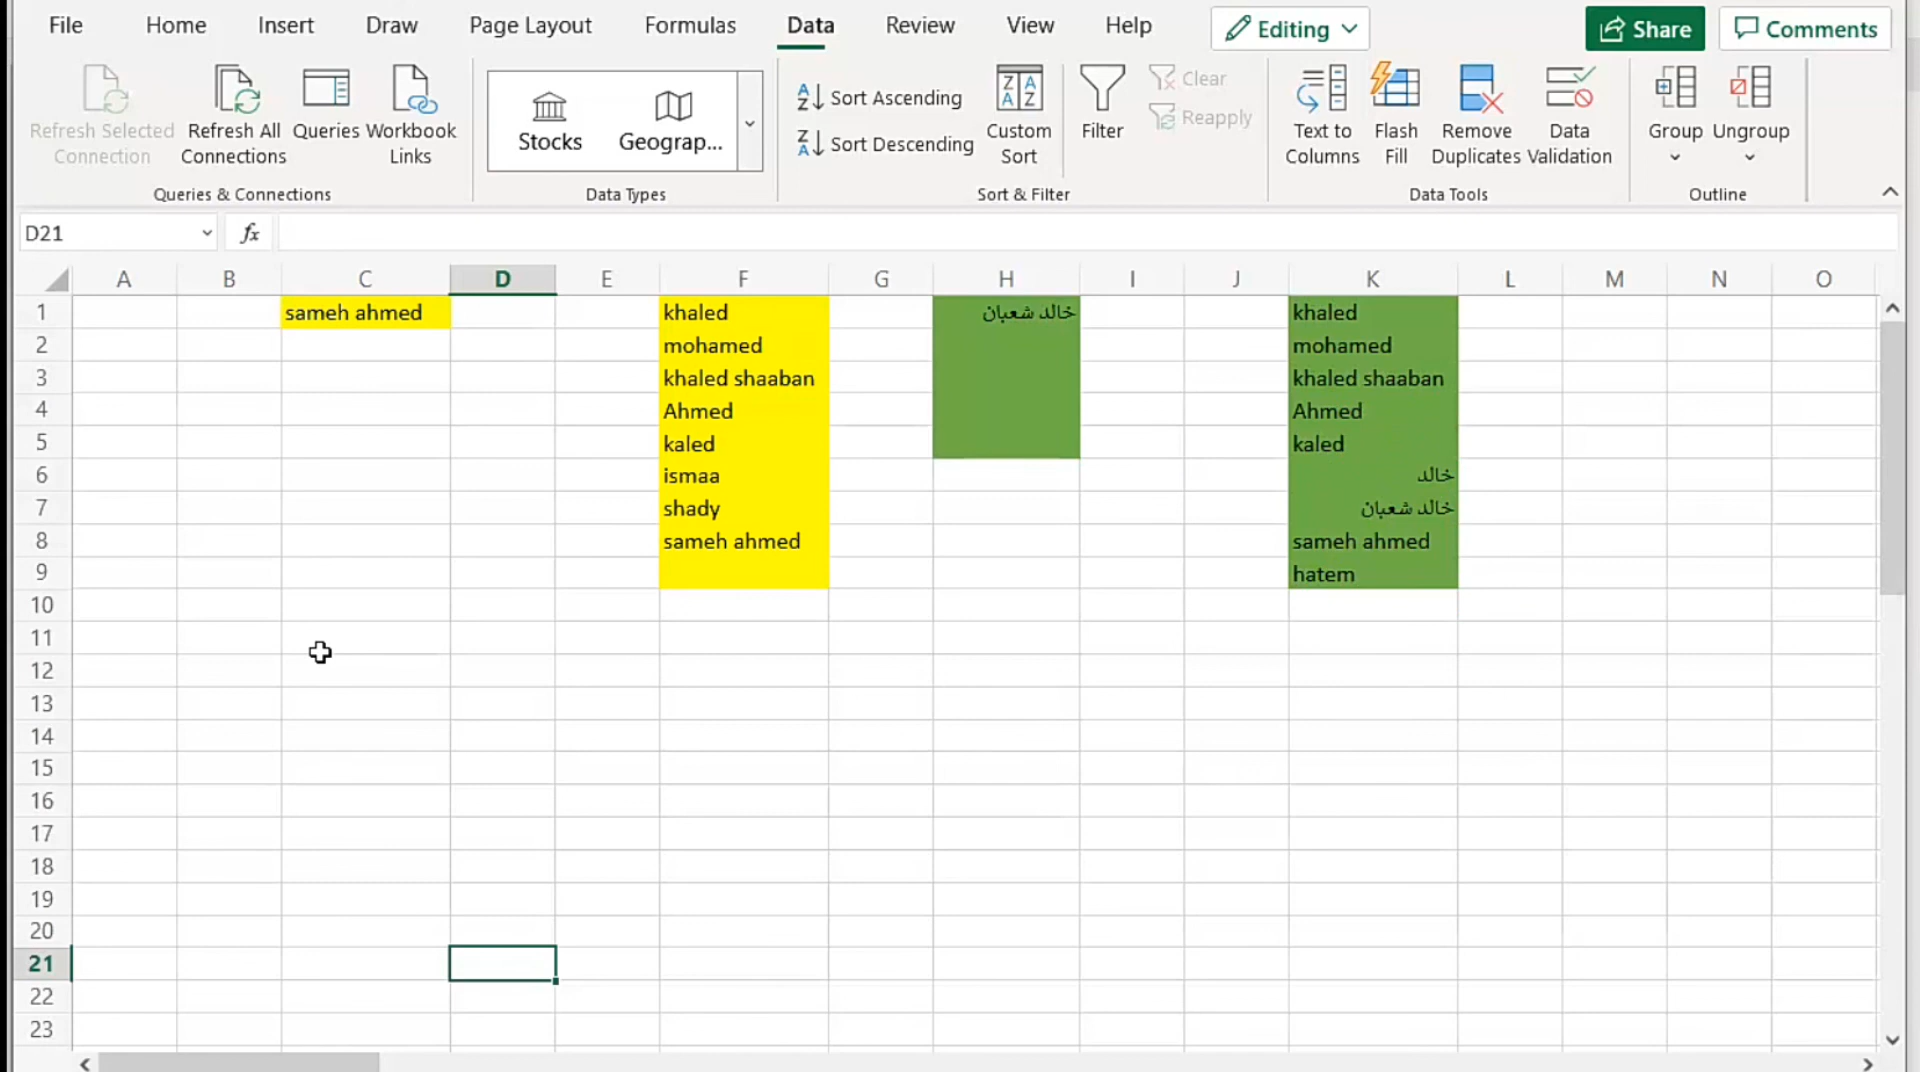 File Home Insert Draw Page Layout Formulas Data Review View Help Editing Share Comments
Refresh Selected Connection
Refresh All Connections
Queries
Workbook Links
Queries & Connections
Stocks
Geograp...
Data Types
Sort Ascending
Sort Descending
Custom Sort
Filter
Clear
Reapply
Sort & Filter
Text to Columns
Flash Fill
Remove Duplicates
Data Validation
Data Tools
Group
Ungroup
Outline
D21 fx
A B C D E F G H I J K L M N O
1 sameh ahmed khaled خالد شعبان khaled
2 mohamed mohamed
3 khaled shaaban khaled shaaban
4 Ahmed Ahmed
5 kaled kaled
6 ismaa خالد
7 shady خالد شعبان
8 sameh ahmed sameh ahmed
9 hatem
10
11
12
13
14
15
16
17
18
19
20
21
22
23